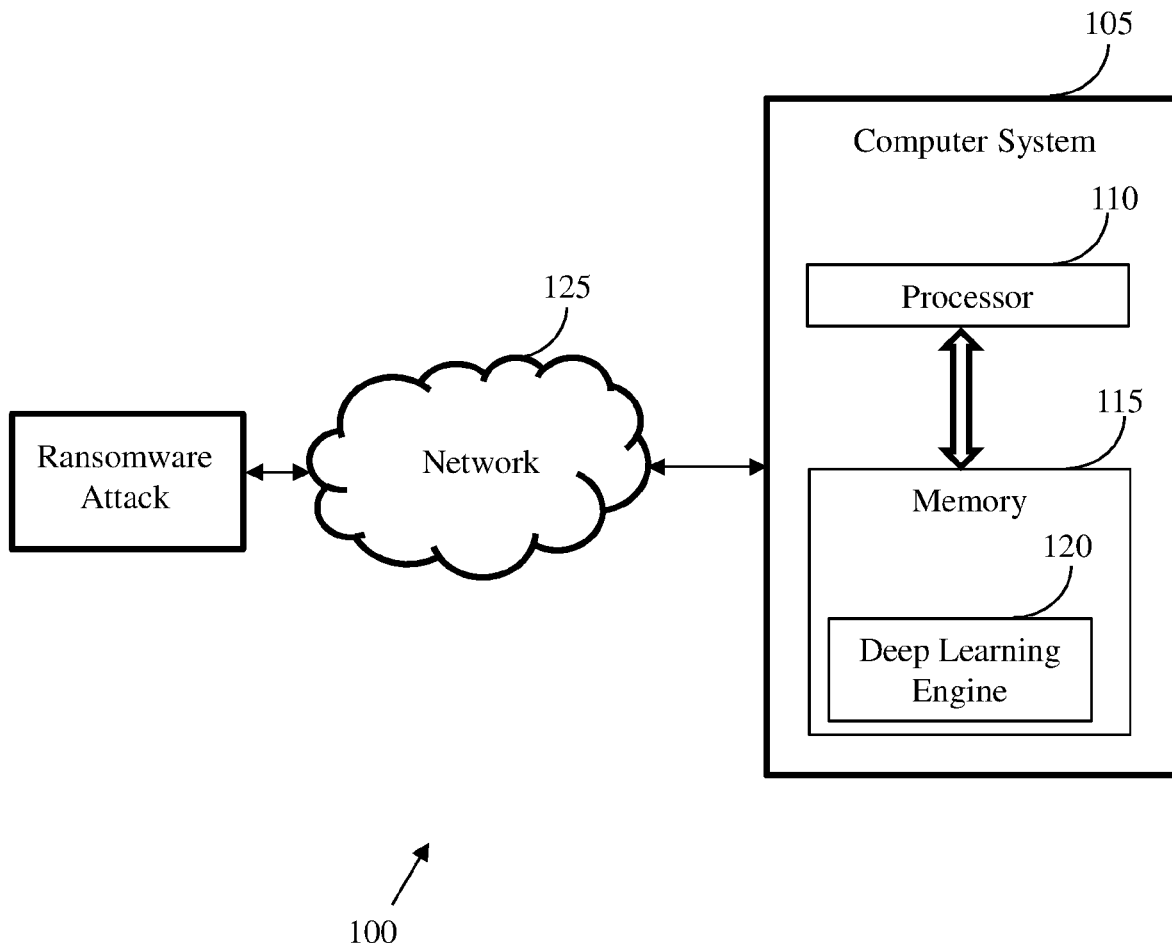 105
Computer System
110
Processor
125
115
Ransomware
Attack
Network
Memory
120
Deep Learning
Engine
100